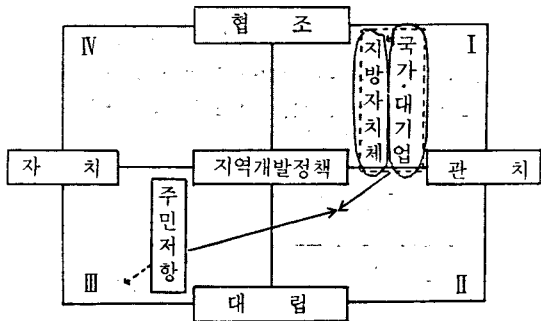 협 조
Ⅳ
Ⅰ
지방자치체
국가·대기업
자 치
지역개발정책
관 치
주민저항
Ⅲ
Ⅱ
대 립